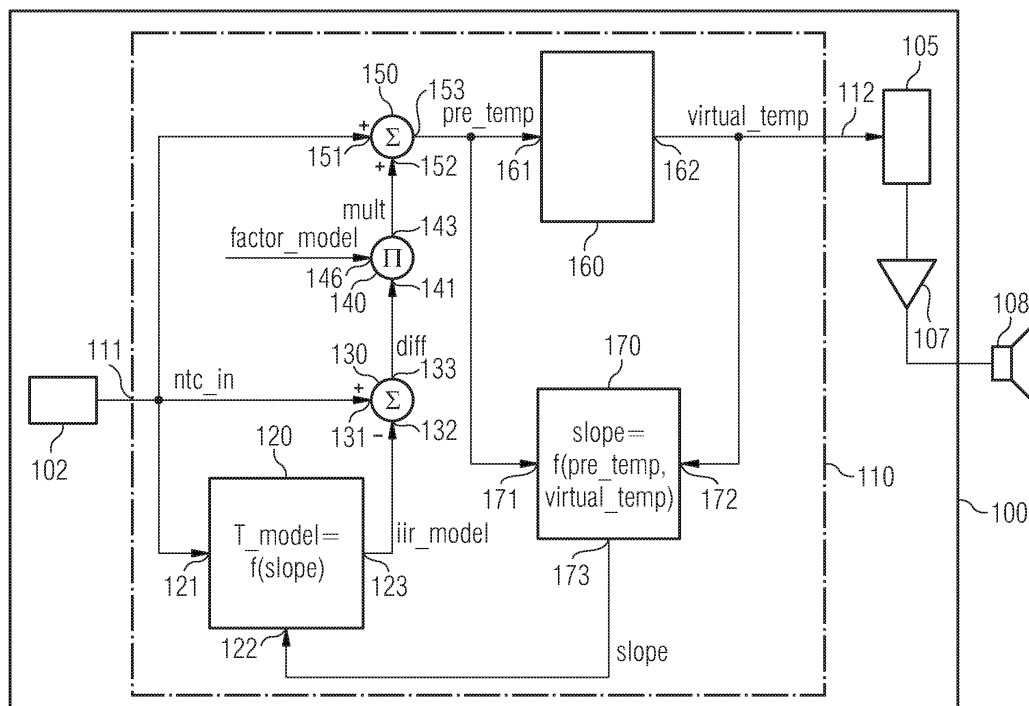 100
105
150
153
pre_temp
virtual_temp
112
+
Σ
151
+
152
161
162
mult
143
factor_model
Π
146
140
141
160
107
108
diff
130
133
170
111
ntc_in
+
Σ
131
−
132
102
120
slope=
f(pre_temp,
virtual_temp)
171
172
110
T_model=
f(slope)
iir_model
121
123
173
122
slope